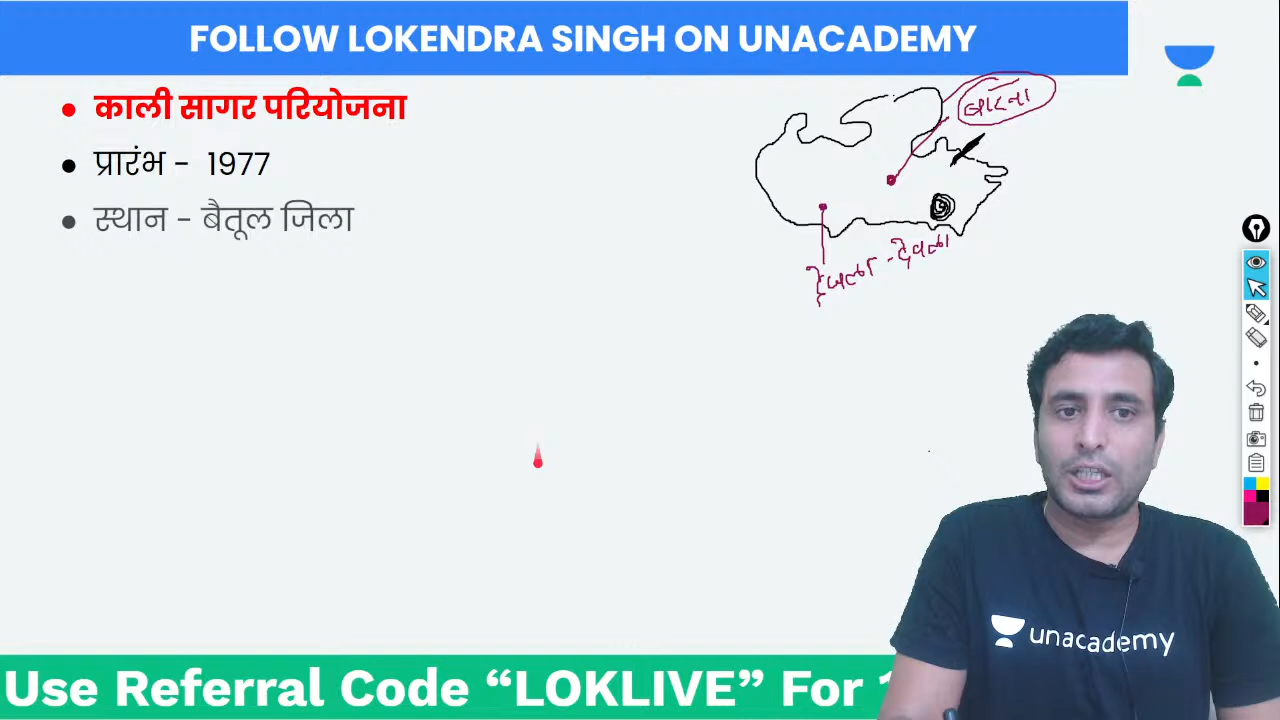 FOLLOW LOKENDRA SINGH ON UNACADEMY
काली सागर परियोजना
प्रारंभ - 1977
स्थान - बैतूल जिला
unacademy
Use Referral Code “LOKLIVE” For